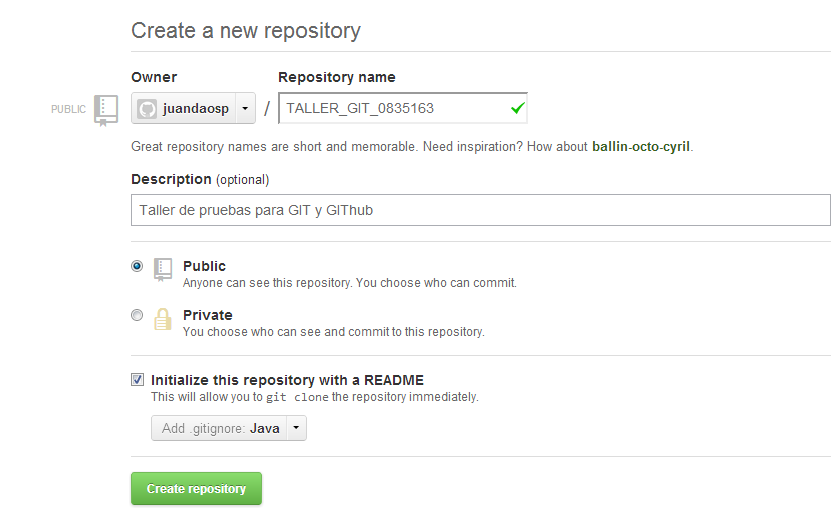 Create a new repository
Owner
Repository name
PUBLIC
juandaosp
/
TALLER_GIT_0835163
Great repository names are short and memorable. Need inspiration? How about ballin-octo-cyril.
Description (optional)
Taller de pruebas para GIT y GIThub
Public
Anyone can see this repository. You choose who can commit.
Private
You choose who can see and commit to this repository.
Initialize this repository with a README
This will allow you to git clone the repository immediately.
Add .gitignore: Java
Create repository